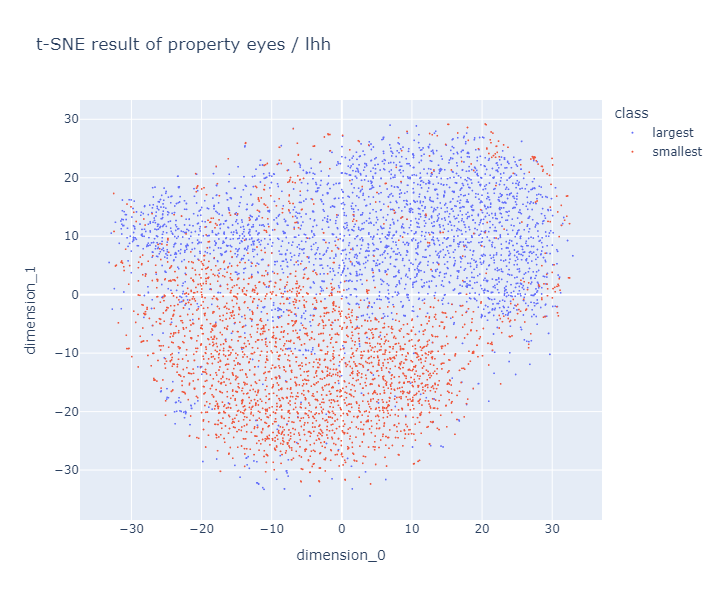 t-SNE result of property eyes / lhh
class
largest
smallest
30
20
10
0
−10
−20
−30
dimension_1
−30
−20
−10
0
10
20
30
dimension_0